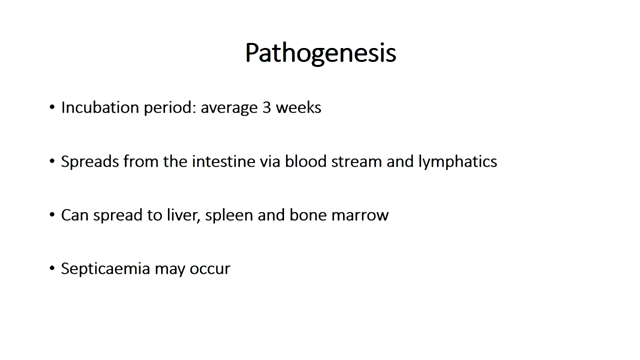 Pathogenesis
• Incubation period: average 3 weeks
• Spreads from the intestine via blood stream and lymphatics
• Can spread to liver, spleen and bone marrow
• Septicaemia may occur